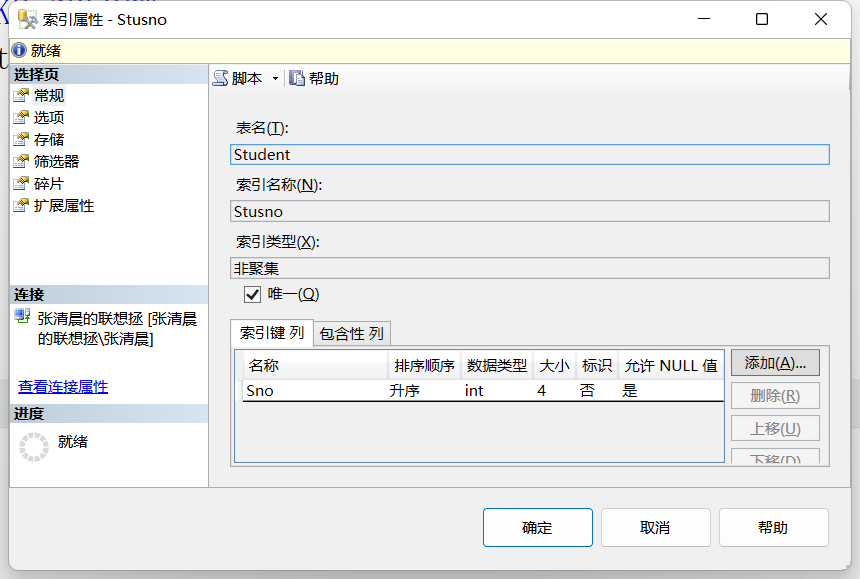 索引属性 - Stusno
就绪
选择页
常规
选项
存储
筛选器
碎片
扩展属性
连接
张清晨的联想拯 [张清晨
的联想拯\张清晨]
查看连接属性
进度
就绪
脚本 帮助
表名(T):
Student
索引名称(N):
Stusno
索引类型(X):
非聚集
唯一(Q)
索引键 列 包含性 列
名称 排序顺序 数据类型 大小 标识 允许 NULL 值
Sno 升序 int 4 否 是
添加(A)...
删除(R)
上移(U)
下移(D)
确定 取消 帮助